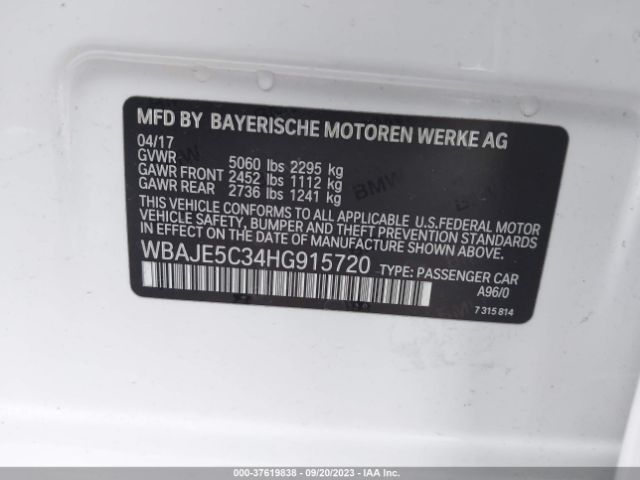 MFD BY BAYERISCHE MOTOREN WERKE AG
04/17
GVWR 5060 lbs 2295 kg
GAWR FRONT 2452 lbs 1112 kg
GAWR REAR 2736 lbs 1241 kg
THIS VEHICLE CONFORMS TO ALL APPLICABLE U.S.FEDERAL MOTOR
VEHICLE SAFETY, BUMPER AND THEFT PREVENTION STANDARDS
IN EFFECT ON THE DATE OF MANUFACTURE SHOWN ABOVE.
WBAJE5C34HG915720 TYPE: PASSENGER CAR
A96/0
7 315 814
BMW
000-37619838 - 09/20/2023 - IAAI.COM